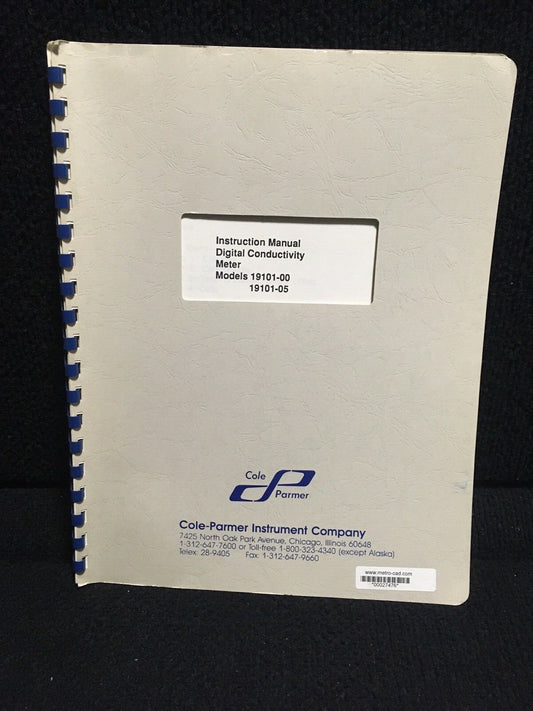 Instruction Manual
Digital Conductivity
Meter
Models 19101-00
19101-05
Cole
Parmer
Cole-Parmer Instrument Company
7425 North Oak Park Avenue, Chicago, Illinois 60648
1-312-647-7600 or Toll-free 1-800-323-4340 (except Alaska)
Telex: 28-9405 Fax: 1-312-647-9660
www.metro-cad.com
*00027476*